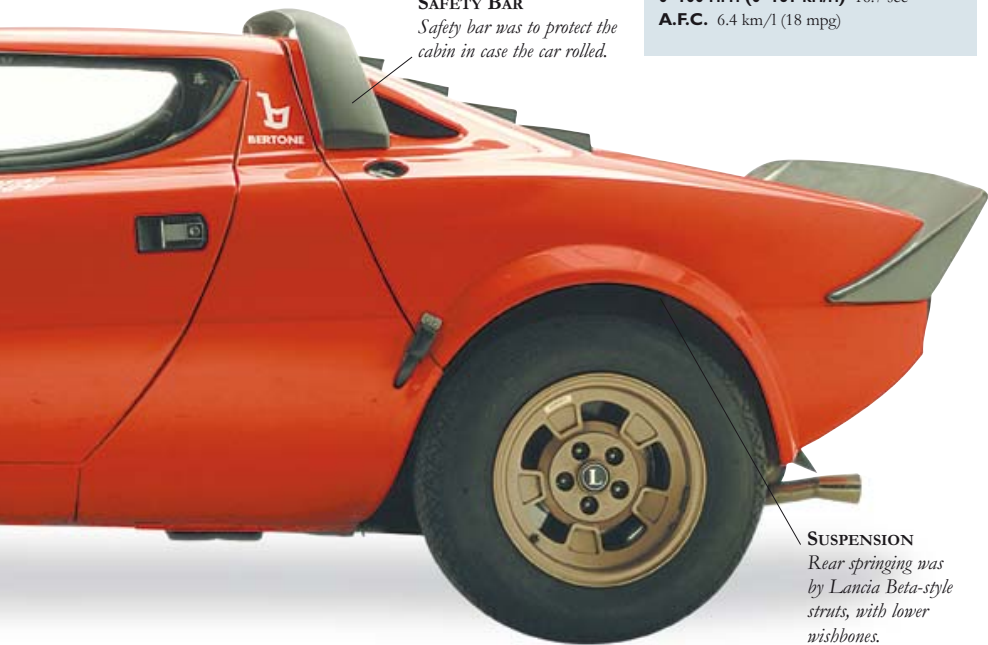 SAFETY BAR
Safety bar was to protect the
cabin in case the car rolled.
A.F.C. 6.4 km/l (18 mpg)
BERTONE
L
SUSPENSION
Rear springing was
by Lancia Beta-style
struts, with lower
wishbones.